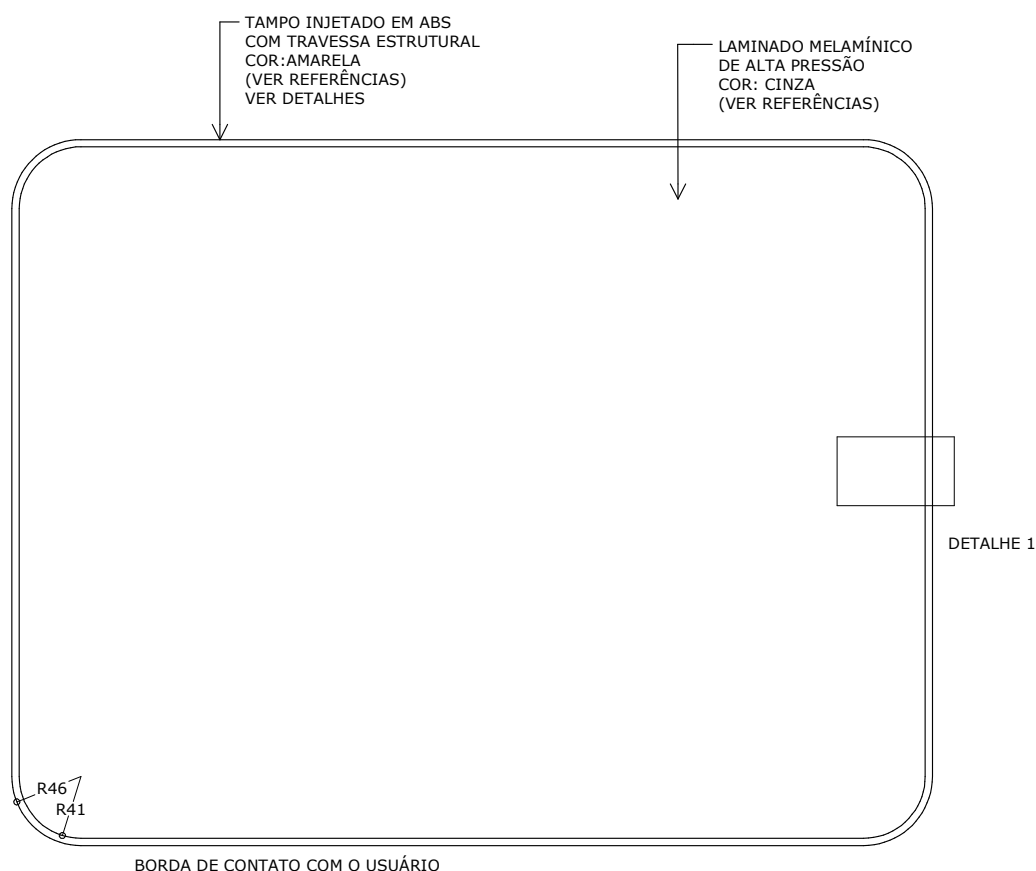 TAMPO INJETADO EM ABS
COM TRAVESSA ESTRUTURAL
COR:AMARELA
(VER REFERÊNCIAS)
VER DETALHES
LAMINADO MELAMÍNICO
DE ALTA PRESSÃO
COR: CINZA
(VER REFERÊNCIAS)
DETALHE 1
R46
R41
BORDA DE CONTATO COM O USUÁRIO